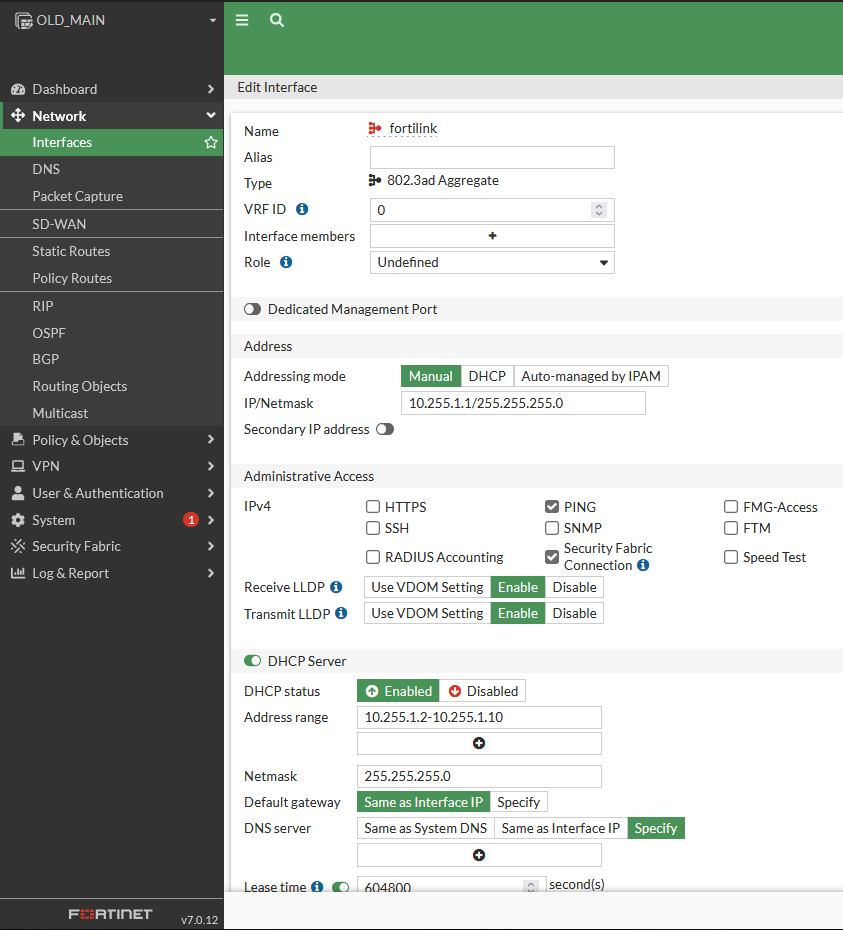 OLD_MAIN
Dashboard
Network
Interfaces
DNS
Packet Capture
SD-WAN
Static Routes
Policy Routes
RIP
OSPF
BGP
Routing Objects
Multicast
Policy & Objects
VPN
User & Authentication
System 1
Security Fabric
Log & Report
FORTINET v7.0.12
Edit Interface
Name fortilink
Alias
Type 802.3ad Aggregate
VRF ID 0
Interface members
Role Undefined
Dedicated Management Port
Address
Addressing mode Manual DHCP Auto-managed by IPAM
IP/Netmask 10.255.1.1/255.255.255.0
Secondary IP address
Administrative Access
IPv4 HTTPS PING FMG-Access
SSH SNMP FTM
RADIUS Accounting Security Fabric Connection Speed Test
Receive LLDP Use VDOM Setting Enable Disable
Transmit LLDP Use VDOM Setting Enable Disable
DHCP Server
DHCP status Enabled Disabled
Address range 10.255.1.2-10.255.1.10
Netmask 255.255.255.0
Default gateway Same as Interface IP Specify
DNS server Same as System DNS Same as Interface IP Specify
Lease time 604800 second(s)